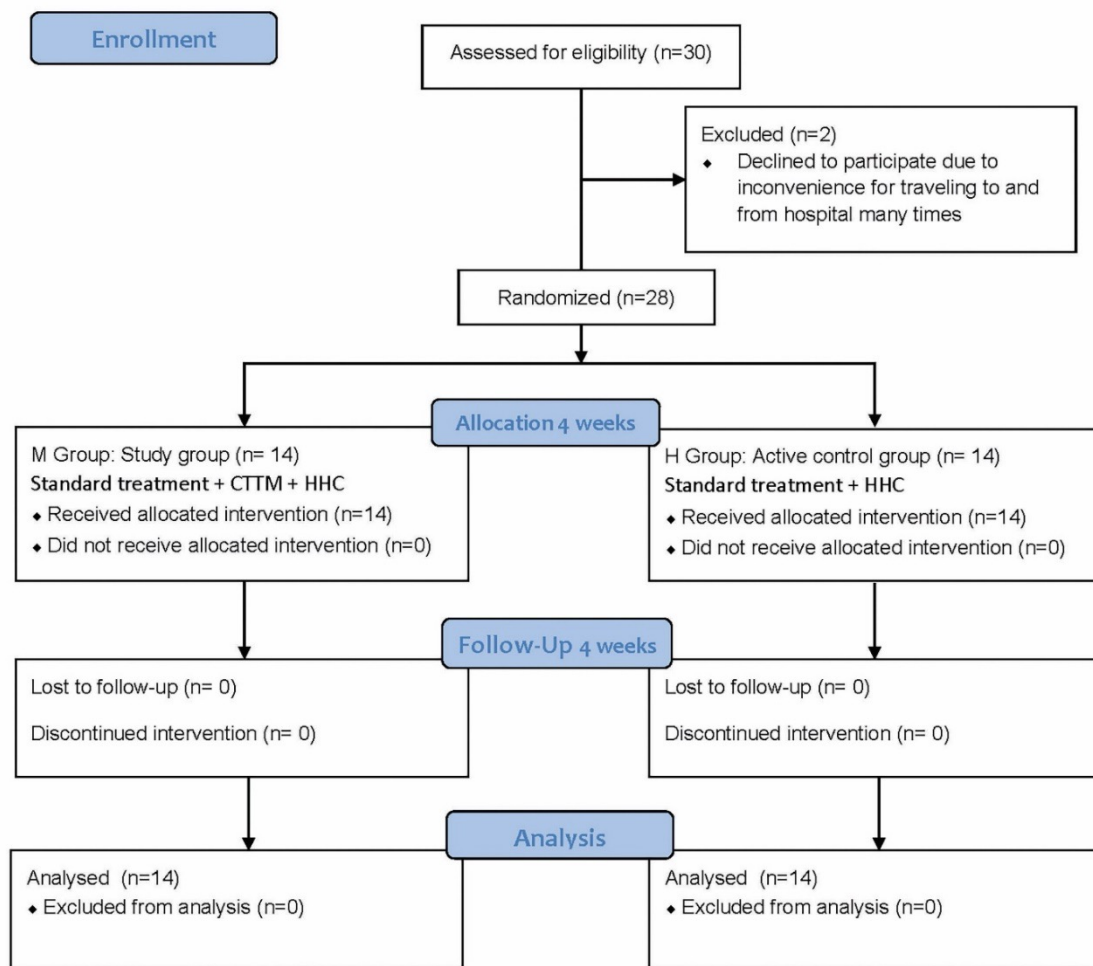 Enrollment
Assessed for eligibility (n=30)
Excluded (n=2)
⬥ Declined to participate due to
inconvenience for traveling to and
from hospital many times
Randomized (n=28)
Allocation 4 weeks
M Group: Study group (n= 14)
Standard treatment + CTTM + HHC
⬥ Received allocated intervention (n=14)
⬥ Did not receive allocated intervention (n=0)
H Group: Active control group (n= 14)
Standard treatment + HHC
⬥ Received allocated intervention (n=14)
⬥ Did not receive allocated intervention (n=0)
Follow-Up 4 weeks
Lost to follow-up (n= 0)
Discontinued intervention (n= 0)
Lost to follow-up (n= 0)
Discontinued intervention (n= 0)
Analysis
Analysed (n=14)
⬥ Excluded from analysis (n=0)
Analysed (n=14)
⬥ Excluded from analysis (n=0)